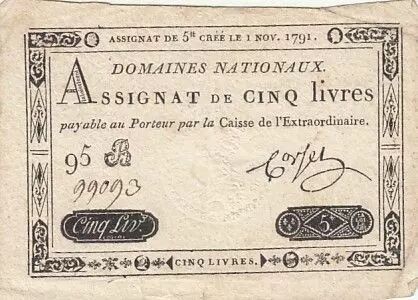 ASSIGNAT DE 5ᵗᵗ CRÉÉ LE 1 NOV. 1791.
DOMAINES NATIONAUX.
ASSIGNAT DE CINQ livres
payable au Porteur par la Caisse de l'Extraordinaire.
95 B
99093
Corsel
Cinq Liv.
5
CINQ LIVRES.